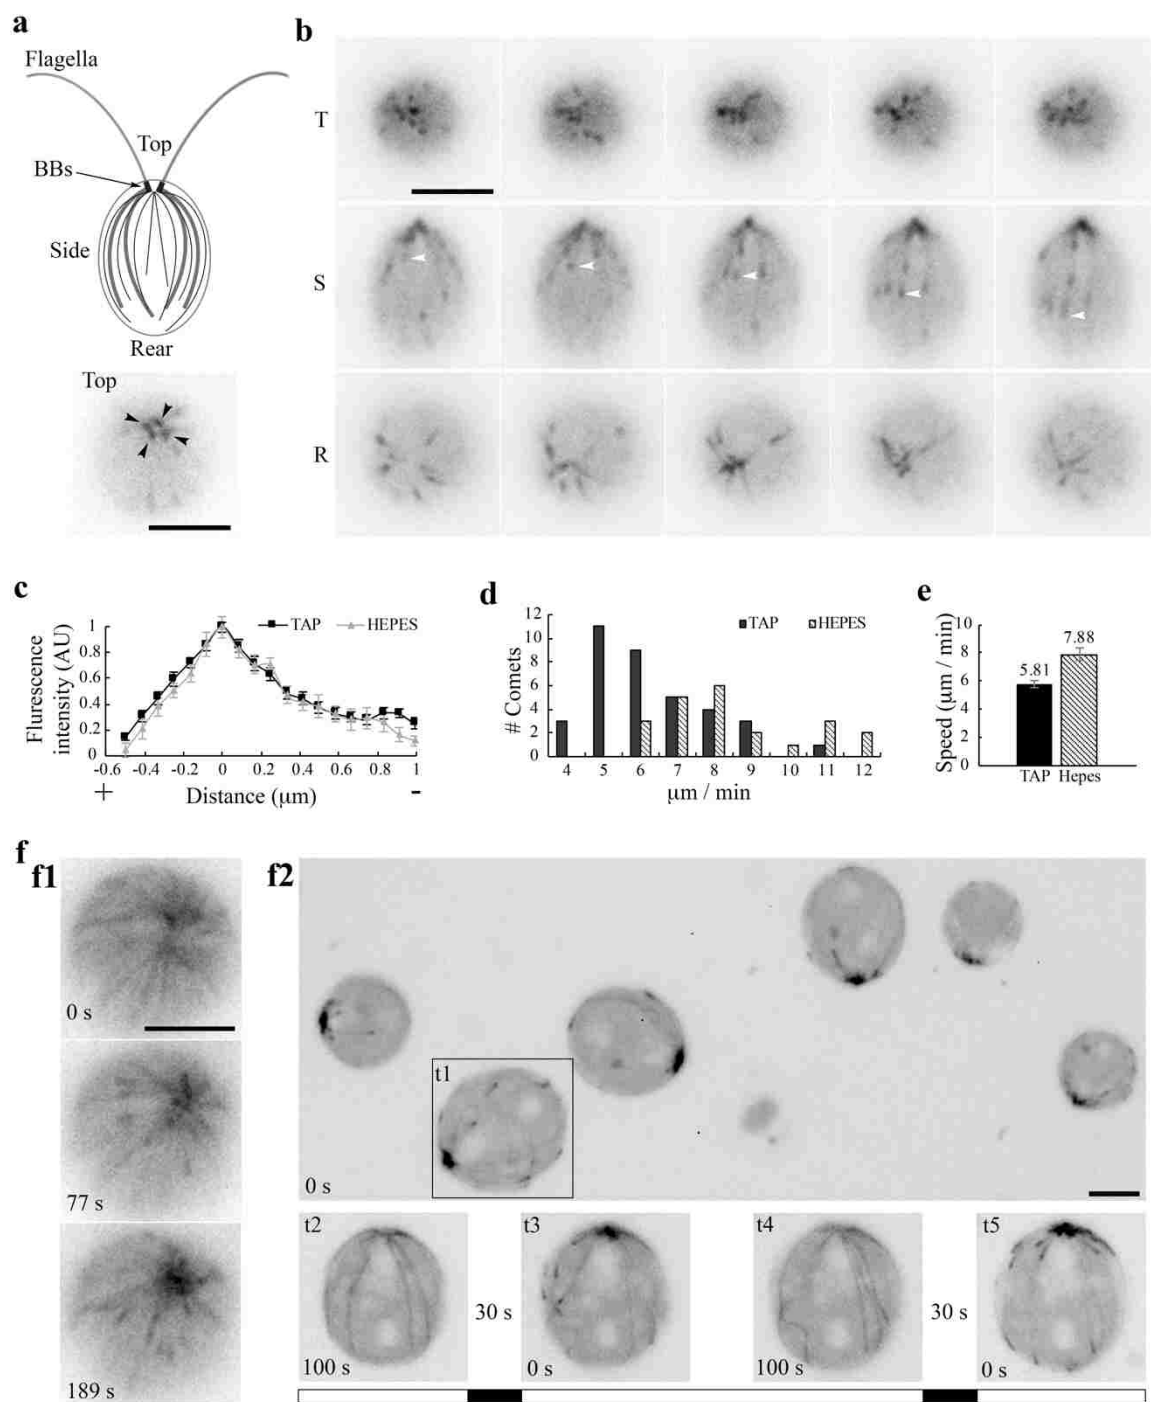 a
Flagella
Top
BBs
Side
Rear
Top
b
T
S
R
c
TAP HEPES
Flurescence
intensity (AU)
1
0.8
0.6
0.4
0.2
0
-0.6 -0.4 -0.2 0 0.2 0.4 0.6 0.8 1
+ Distance (μm) -
d
# Comets
12
10
8
6
4
2
0
TAP HEPES
4 5 6 7 8 9 10 11 12
μm / min
e
Speed (μm / min)
10
8
6
4
2
0
5.81 7.88
TAP Hepes
f
f1
0 s
77 s
189 s
f2
t1
0 s
t2
100 s
30 s
t3
0 s
t4
100 s
30 s
t5
0 s